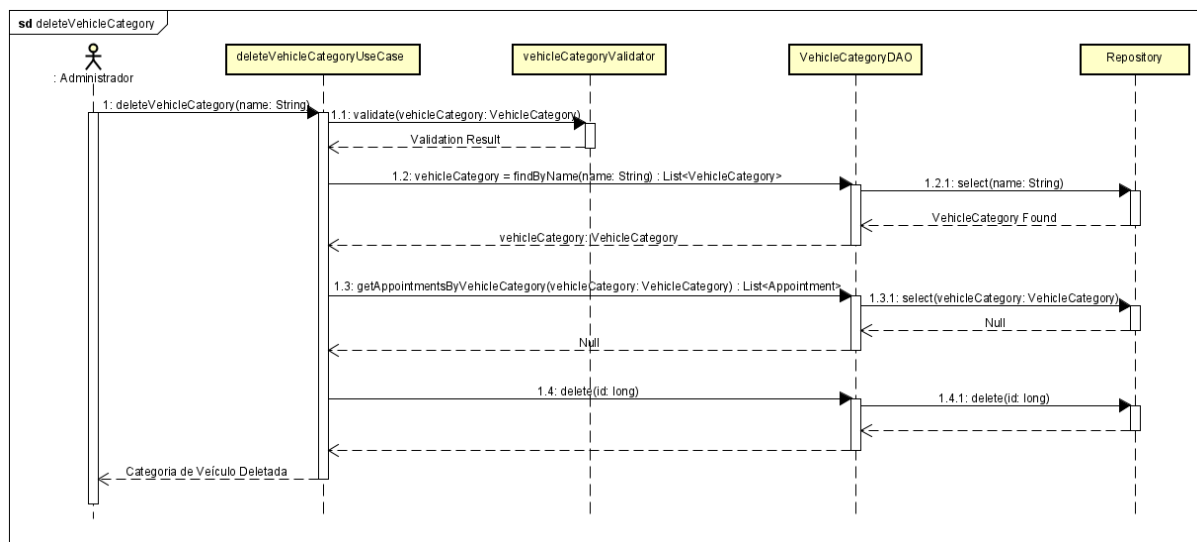 sd deleteVehicleCategory
: Administrador
deleteVehicleCategoryUseCase
vehicleCategoryValidator
VehicleCategoryDAO
Repository
1: deleteVehicleCategory(name: String)
1.1: validate(vehicleCategory: VehicleCategory)
Validation Result
1.2: vehicleCategory = findByName(name: String) : List<VehicleCategory>
1.2.1: select(name: String)
VehicleCategory Found
vehicleCategory: VehicleCategory
1.3: getAppointmentsByVehicleCategory(vehicleCategory: VehicleCategory) : List<Appointment>
1.3.1: select(vehicleCategory: VehicleCategory)
Null
Null
1.4: delete(id: long)
1.4.1: delete(id: long)
Categoria de Veículo Deletada